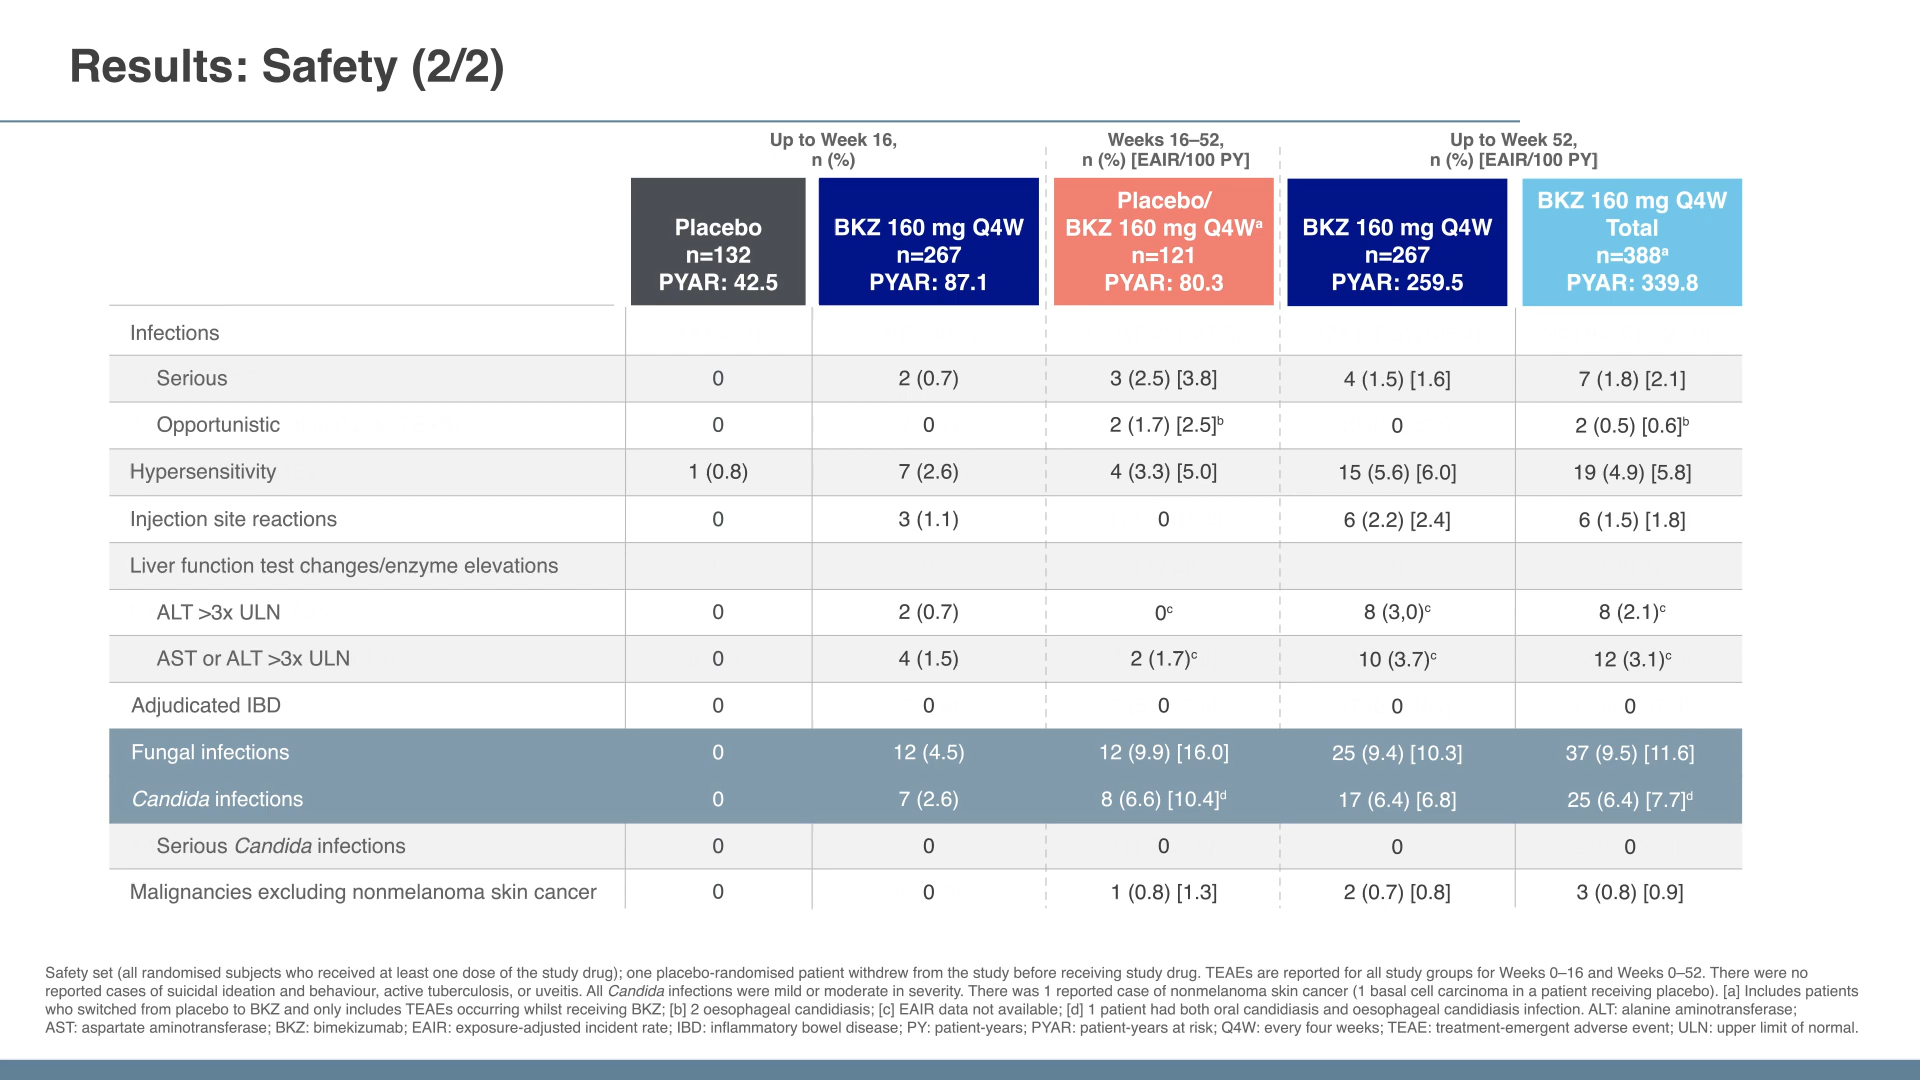 Results: Safety (2/2)
Up to Week 16,
n (%)
Weeks 16–52,
n (%) [EAIR/100 PY]
Up to Week 52,
n (%) [EAIR/100 PY]
Placebo
n=132
PYAR: 42.5
BKZ 160 mg Q4W
n=267
PYAR: 87.1
Placebo/
BKZ 160 mg Q4Wᵃ
n=121
PYAR: 80.3
BKZ 160 mg Q4W
n=267
PYAR: 259.5
BKZ 160 mg Q4W
Total
n=388ᵃ
PYAR: 339.8
Infections
Serious 0 2 (0.7) 3 (2.5) [3.8] 4 (1.5) [1.6] 7 (1.8) [2.1]
Opportunistic 0 0 2 (1.7) [2.5]ᵇ 0 2 (0.5) [0.6]ᵇ
Hypersensitivity 1 (0.8) 7 (2.6) 4 (3.3) [5.0] 15 (5.6) [6.0] 19 (4.9) [5.8]
Injection site reactions 0 3 (1.1) 0 6 (2.2) [2.4] 6 (1.5) [1.8]
Liver function test changes/enzyme elevations
ALT >3x ULN 0 2 (0.7) 0ᶜ 8 (3,0)ᶜ 8 (2.1)ᶜ
AST or ALT >3x ULN 0 4 (1.5) 2 (1.7)ᶜ 10 (3.7)ᶜ 12 (3.1)ᶜ
Adjudicated IBD 0 0 0 0 0
Fungal infections 0 12 (4.5) 12 (9.9) [16.0] 25 (9.4) [10.3] 37 (9.5) [11.6]
Candida infections 0 7 (2.6) 8 (6.6) [10.4]ᵈ 17 (6.4) [6.8] 25 (6.4) [7.7]ᵈ
Serious Candida infections 0 0 0 0 0
Malignancies excluding nonmelanoma skin cancer 0 0 1 (0.8) [1.3] 2 (0.7) [0.8] 3 (0.8) [0.9]
Safety set (all randomised subjects who received at least one dose of the study drug); one placebo-randomised patient withdrew from the study before receiving study drug. TEAEs are reported for all study groups for Weeks 0–16 and Weeks 0–52. There were no
reported cases of suicidal ideation and behaviour, active tuberculosis, or uveitis. All Candida infections were mild or moderate in severity. There was 1 reported case of nonmelanoma skin cancer (1 basal cell carcinoma in a patient receiving placebo). [a] Includes patients
who switched from placebo to BKZ and only includes TEAEs occurring whilst receiving BKZ; [b] 2 oesophageal candidiasis; [c] EAIR data not available; [d] 1 patient had both oral candidiasis and oesophageal candidiasis infection. ALT: alanine aminotransferase;
AST: aspartate aminotransferase; BKZ: bimekizumab; EAIR: exposure-adjusted incident rate; IBD: inflammatory bowel disease; PY: patient-years; PYAR: patient-years at risk; Q4W: every four weeks; TEAE: treatment-emergent adverse event; ULN: upper limit of normal.